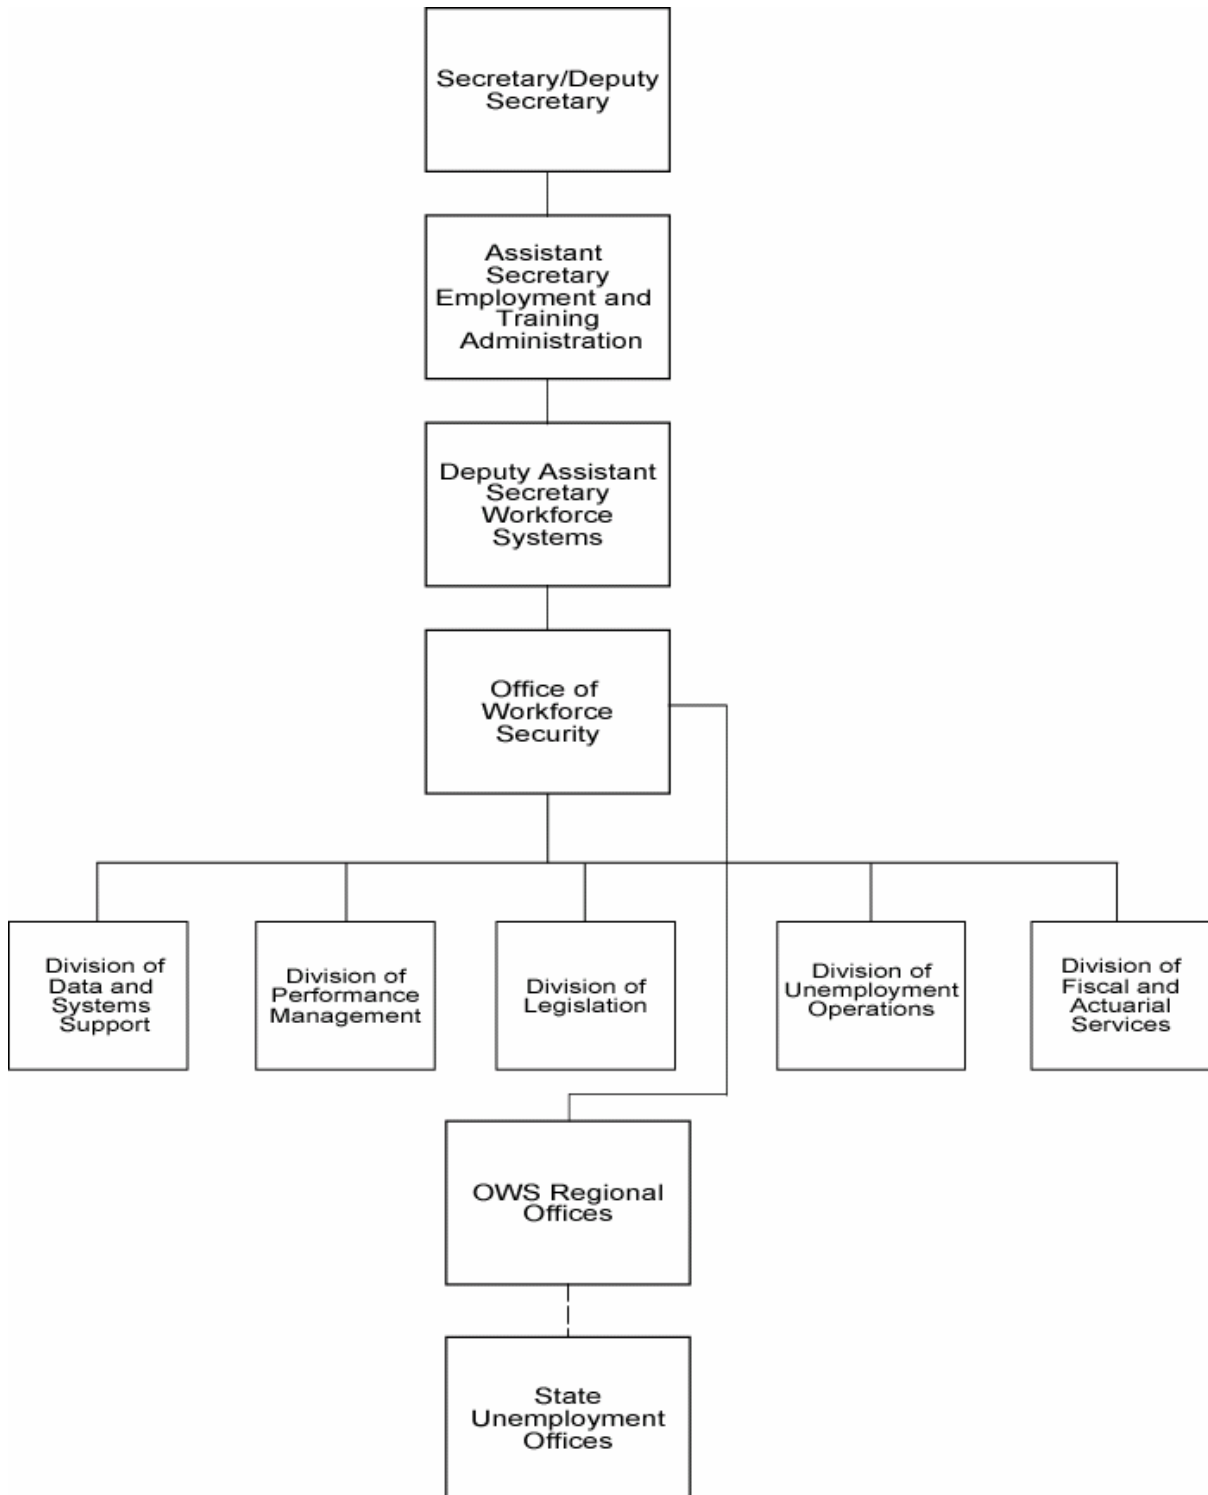 Secretary/Deputy
Secretary
Assistant
Secretary
Employment and
Training
Administration
Deputy Assistant
Secretary
Workforce
Systems
Office of
Workforce
Security
Division of
Data and
Systems
Support
Division of
Performance
Management
Division of
Legislation
Division of
Unemployment
Operations
Division of
Fiscal and
Actuarial
Services
OWS Regional
Offices
State
Unemployment
Offices